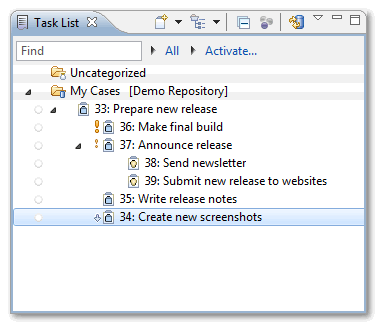 Task List
Find
All
Activate...
Uncategorized
My Cases [Demo Repository]
33: Prepare new release
36: Make final build
37: Announce release
38: Send newsletter
39: Submit new release to websites
35: Write release notes
34: Create new screenshots